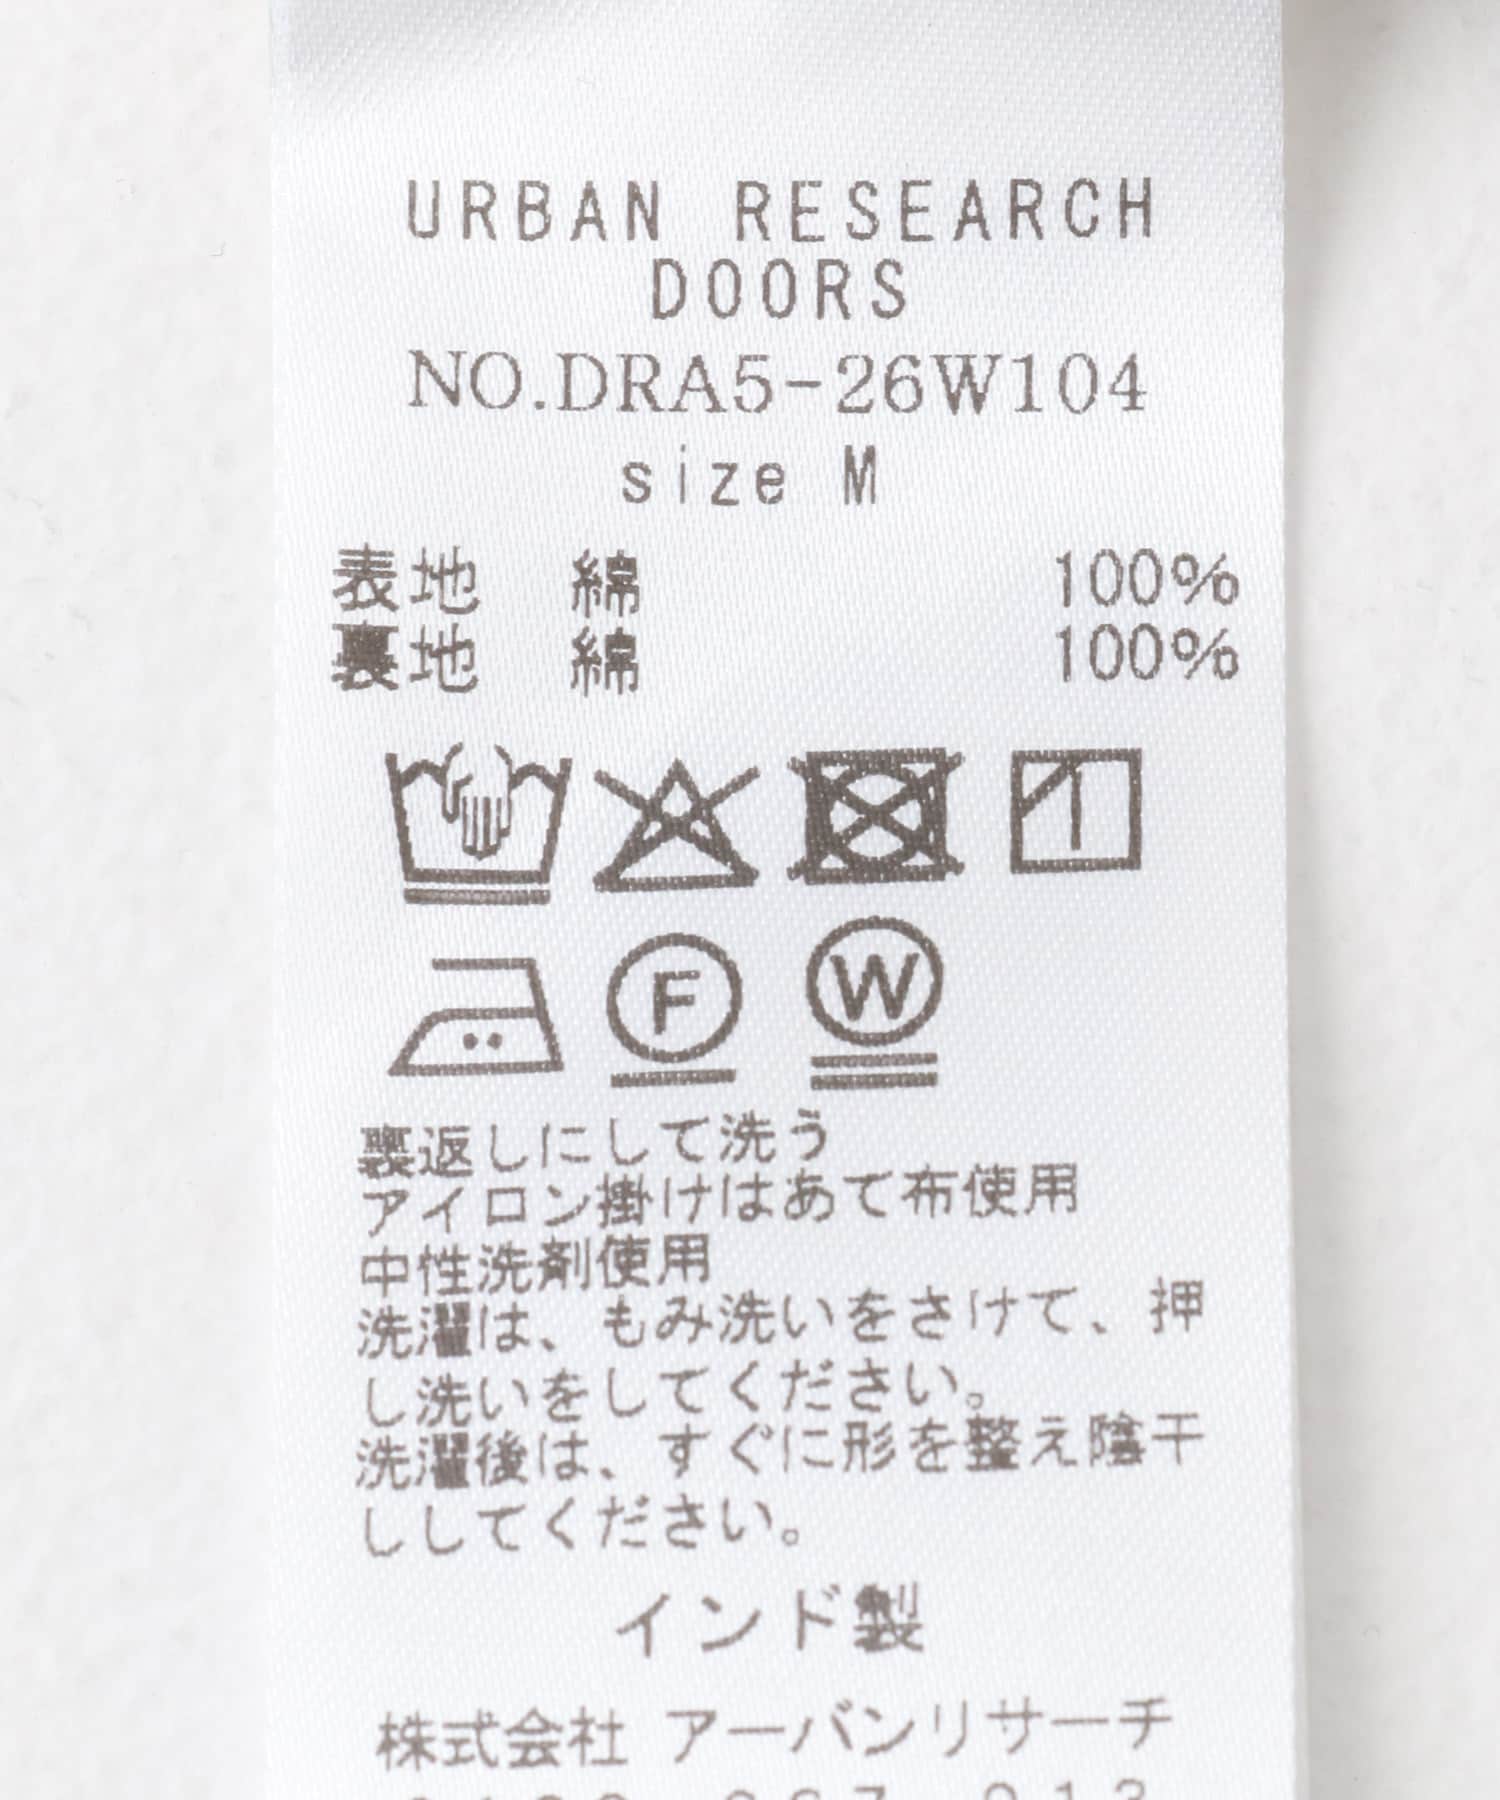 URBAN RESEARCH
DOORS
NO.DRA5-26W104
size M
表地 綿 100%
裏地 綿 100%
F W
裏返しにして洗う
アイロン掛けはあて布使用
中性洗剤使用
洗濯は、もみ洗いをさけて、押
し洗いをしてください。
洗濯後は、すぐに形を整え陰干
ししてください。
インド製
株式会社 アーバンリサーチ